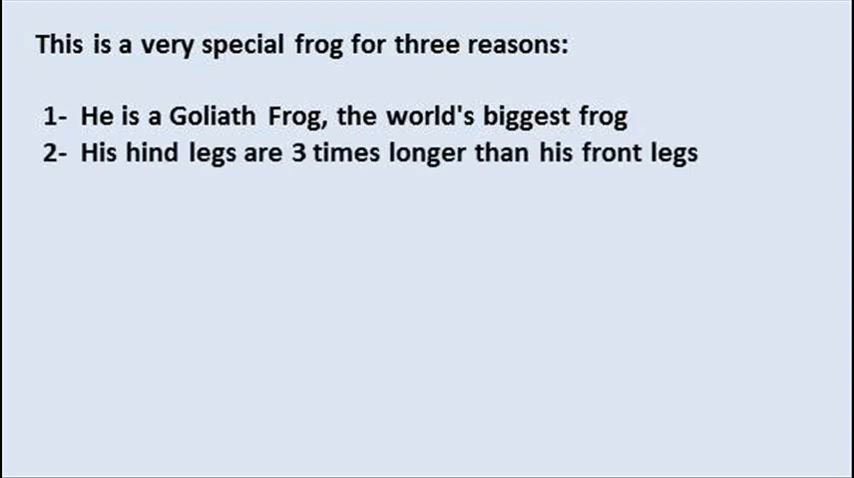 This is a very special frog for three reasons:
1- He is a Goliath Frog, the world's biggest frog
2- His hind legs are 3 times longer than his front legs